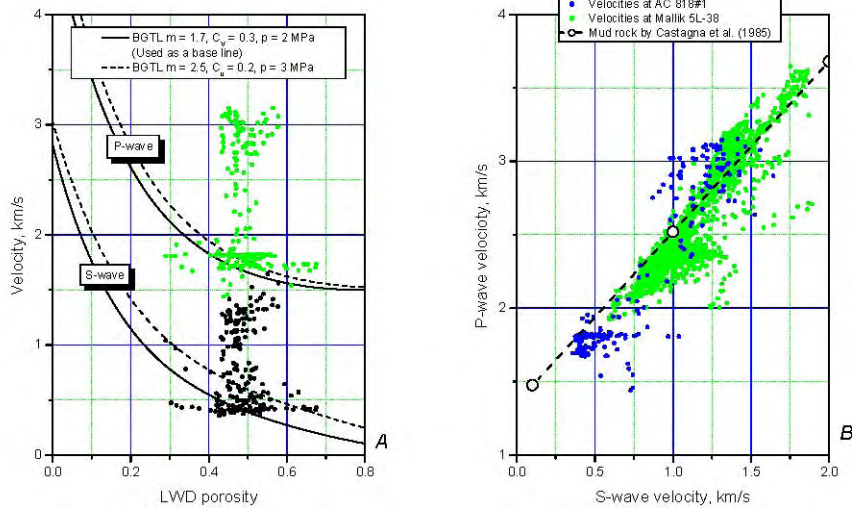 BGTL m = 1.7, Cv = 0.3, p = 2 MPa
(Used as a base line)
BGTL m = 2.5, Cv = 0.2, p = 3 MPa
P-wave
S-wave
Velocity, km/s
4
3
2
1
0
0.0 0.2 0.4 0.6 0.8
LWD porosity
A
Velocities at AC 818#1
Velocities at Mallik 5L-38
Mud rock by Castagna et al. (1985)
P-wave velocioty, km/s
4
3
2
1
0.0 0.5 1.0 1.5 2.0
S-wave velocity, km/s
B